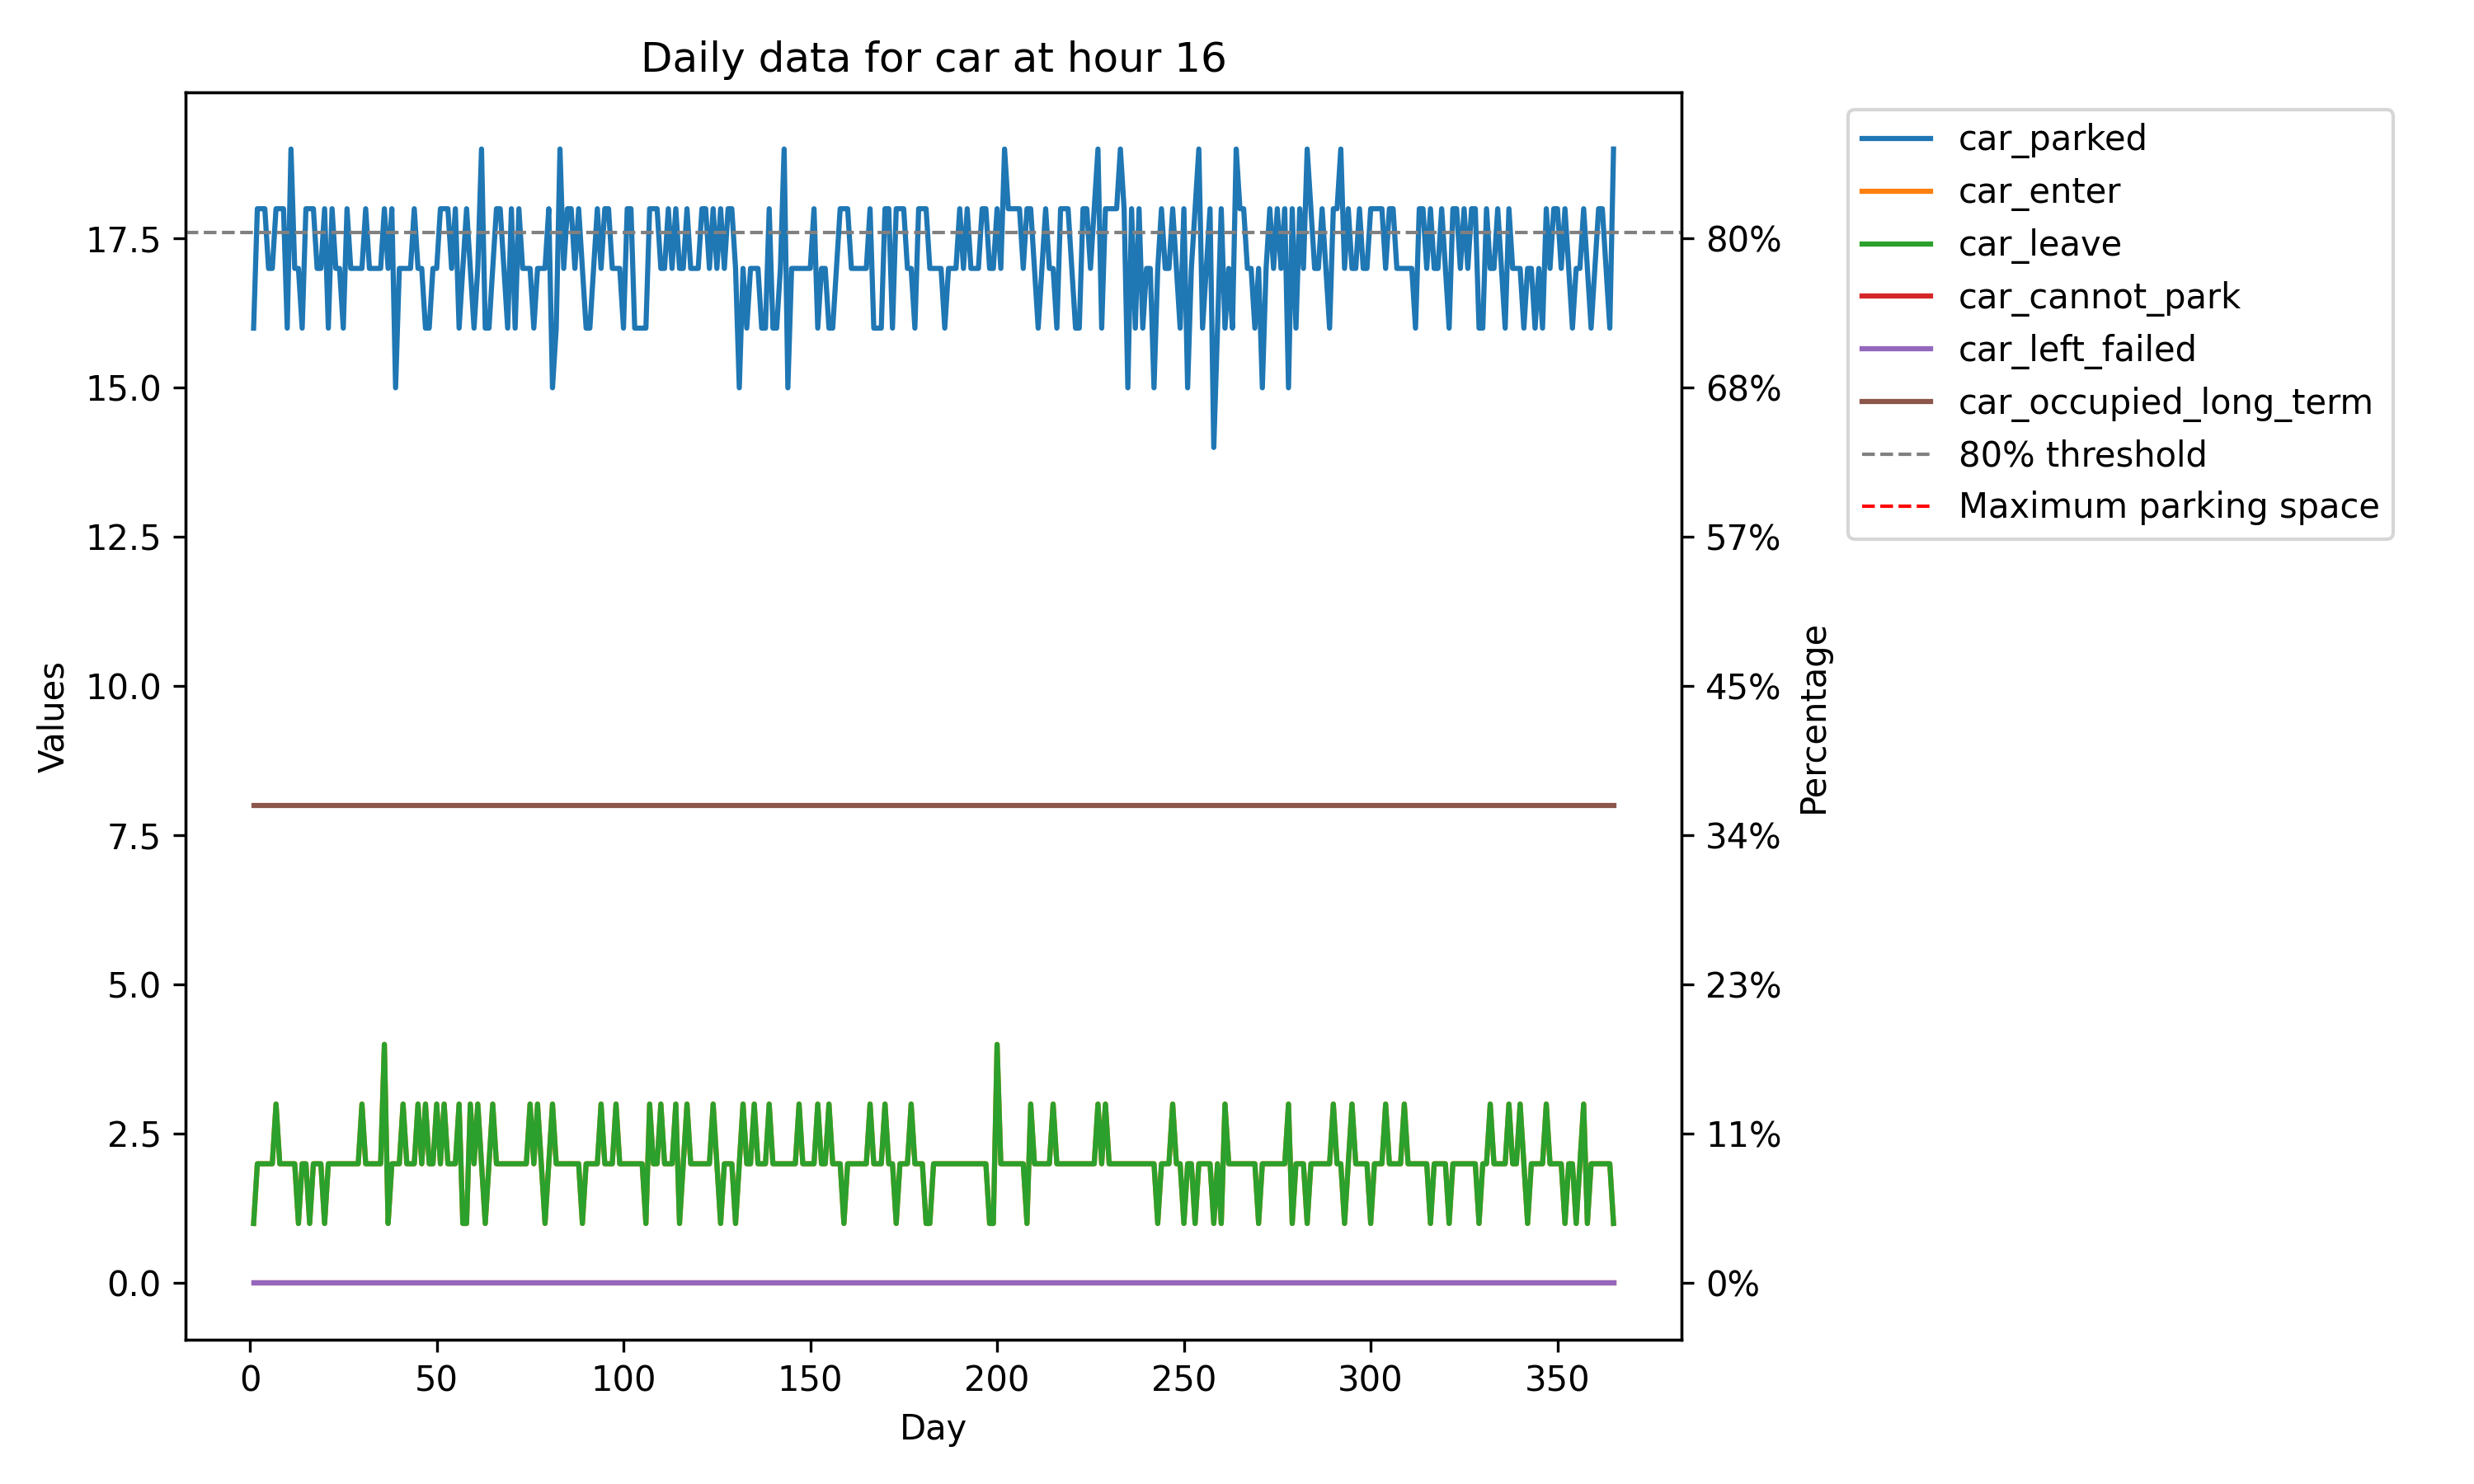 Daily data for car at hour 16
car_parked
car_enter
car_leave
car_cannot_park
car_left_failed
car_occupied_long_term
80% threshold
Maximum parking space
Values
17.5
15.0
12.5
10.0
7.5
5.0
2.5
0.0
80%
68%
57%
45%
34%
23%
11%
0%
Percentage
0 50 100 150 200 250 300 350
Day